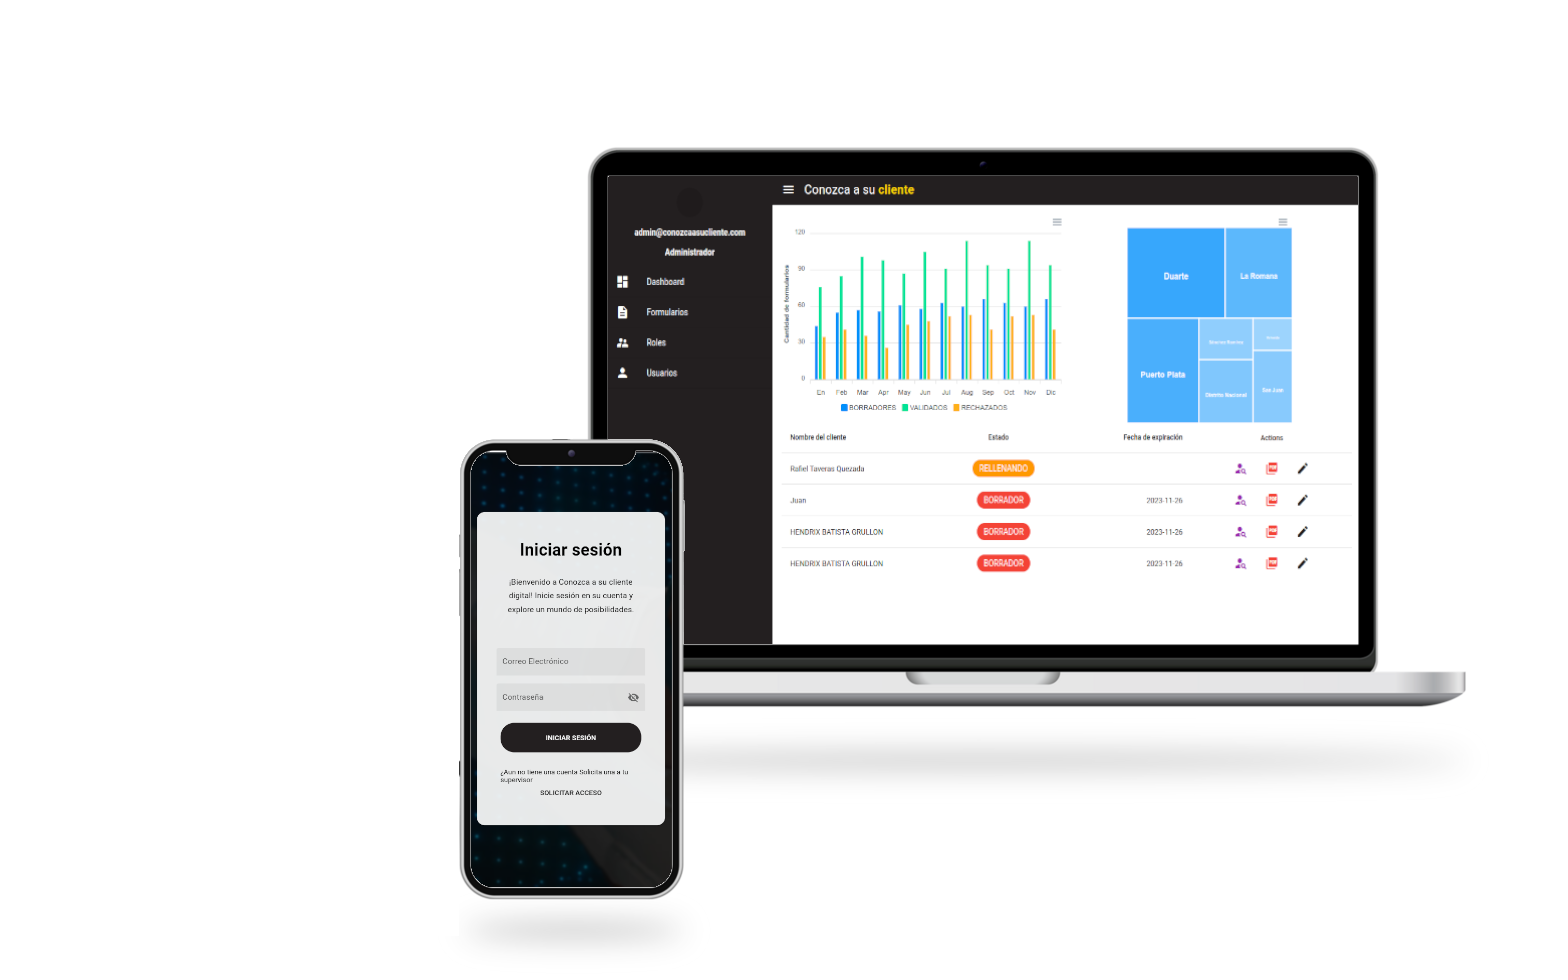 Conozca a su cliente
admin@conozcaasucliente.com
Administrador
Dashboard
Formularios
Roles
Usuarios
Cantidad de formularios
120
90
60
30
0
En Feb Mar Apr May Jun Jul Aug Sep Oct Nov Dic
BORRADORES VALIDADOS RECHAZADOS
Duarte
La Romana
Puerto Plata
Distrito Nacional
San Juan
Nombre del cliente Estado Fecha de expiración Actions
Rafiel Taveras Quezada RELLENANDO
PDF
Juan BORRADOR 2023-11-26
PDF
HENDRIX BATISTA GRULLON BORRADOR 2023-11-26
PDF
HENDRIX BATISTA GRULLON BORRADOR 2023-11-26
PDF
Iniciar sesión
¡Bienvenido a Conozca a su cliente
digital! Inicie sesión en su cuenta y
explore un mundo de posibilidades.
Correo Electrónico
Contraseña
INICIAR SESIÓN
¿Aun no tiene una cuenta Solicita una a tu
supervisor
SOLICITAR ACCESO